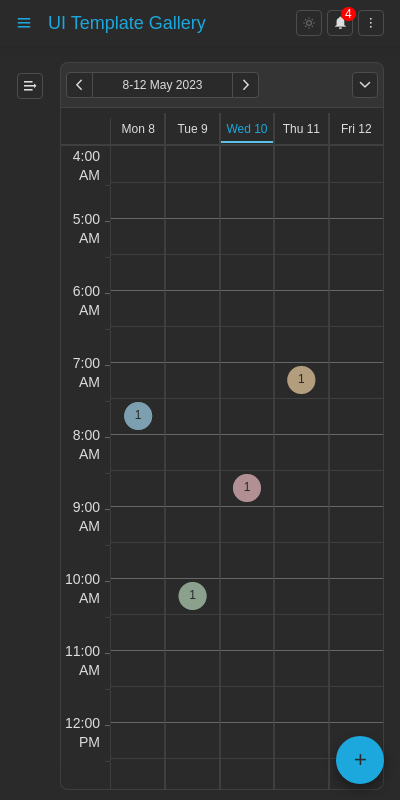 UI Template Gallery
4
8-12 May 2023
Mon 8
Tue 9
Wed 10
Thu 11
Fri 12
4:00
AM
5:00
AM
6:00
AM
7:00
AM
1
1
8:00
AM
1
9:00
AM
10:00
AM
1
11:00
AM
12:00
PM
+